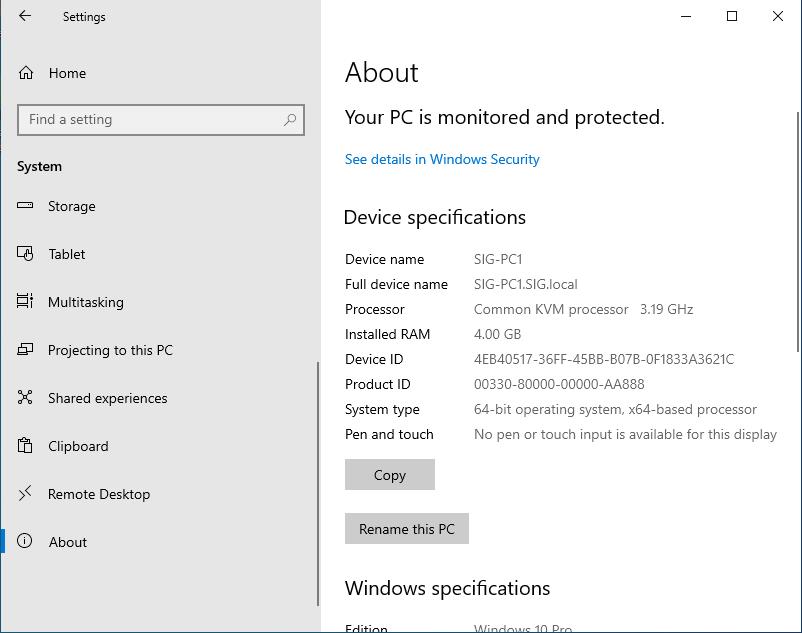 Settings
Home
Find a setting
System
Storage
Tablet
Multitasking
Projecting to this PC
Shared experiences
Clipboard
Remote Desktop
About
About
Your PC is monitored and protected.
See details in Windows Security
Device specifications
Device name SIG-PC1
Full device name SIG-PC1.SIG.local
Processor Common KVM processor 3.19 GHz
Installed RAM 4.00 GB
Device ID 4EB40517-36FF-45BB-B07B-0F1833A3621C
Product ID 00330-80000-00000-AA888
System type 64-bit operating system, x64-based processor
Pen and touch No pen or touch input is available for this display
Copy
Rename this PC
Windows specifications
Edition Windows 10 Pro